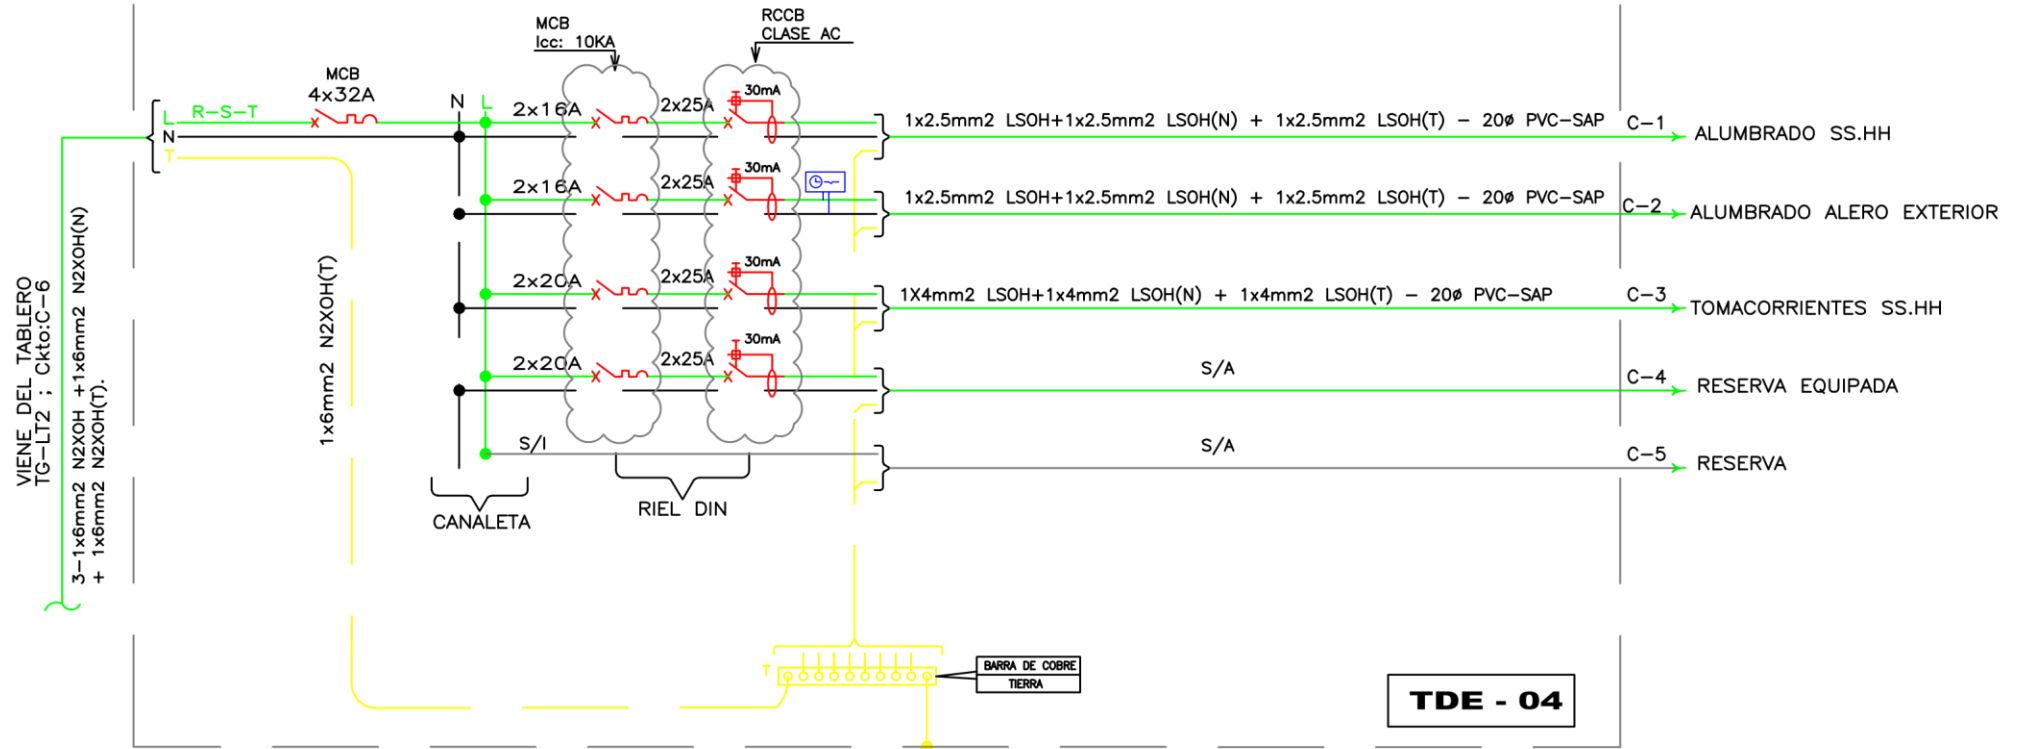 MCB
Icc: 10KA
RCCB
CLASE AC
MCB
4x32A
L
R-S-T
N
T
N
L
2x16A
2x25A
30mA
1x2.5mm2 LSOH+1x2.5mm2 LSOH(N) + 1x2.5mm2 LSOH(T) - 20ø PVC-SAP
C-1
ALUMBRADO SS.HH
2x16A
2x25A
30mA
1x2.5mm2 LSOH+1x2.5mm2 LSOH(N) + 1x2.5mm2 LSOH(T) - 20ø PVC-SAP
C-2
ALUMBRADO ALERO EXTERIOR
2x20A
2x25A
30mA
1X4mm2 LSOH+1x4mm2 LSOH(N) + 1x4mm2 LSOH(T) - 20ø PVC-SAP
C-3
TOMACORRIENTES SS.HH
2x20A
2x25A
30mA
S/A
C-4
RESERVA EQUIPADA
S/I
S/A
C-5
RESERVA
VIENE DEL TABLERO
TG-LT2 ; Ckto:C-6
3-1x6mm2 N2XOH +1x6mm2 N2XOH(N)
+ 1x6mm2 N2XOH(T).
1x6mm2 N2XOH(T)
CANALETA
RIEL DIN
T
BARRA DE COBRE
TIERRA
TDE - 04